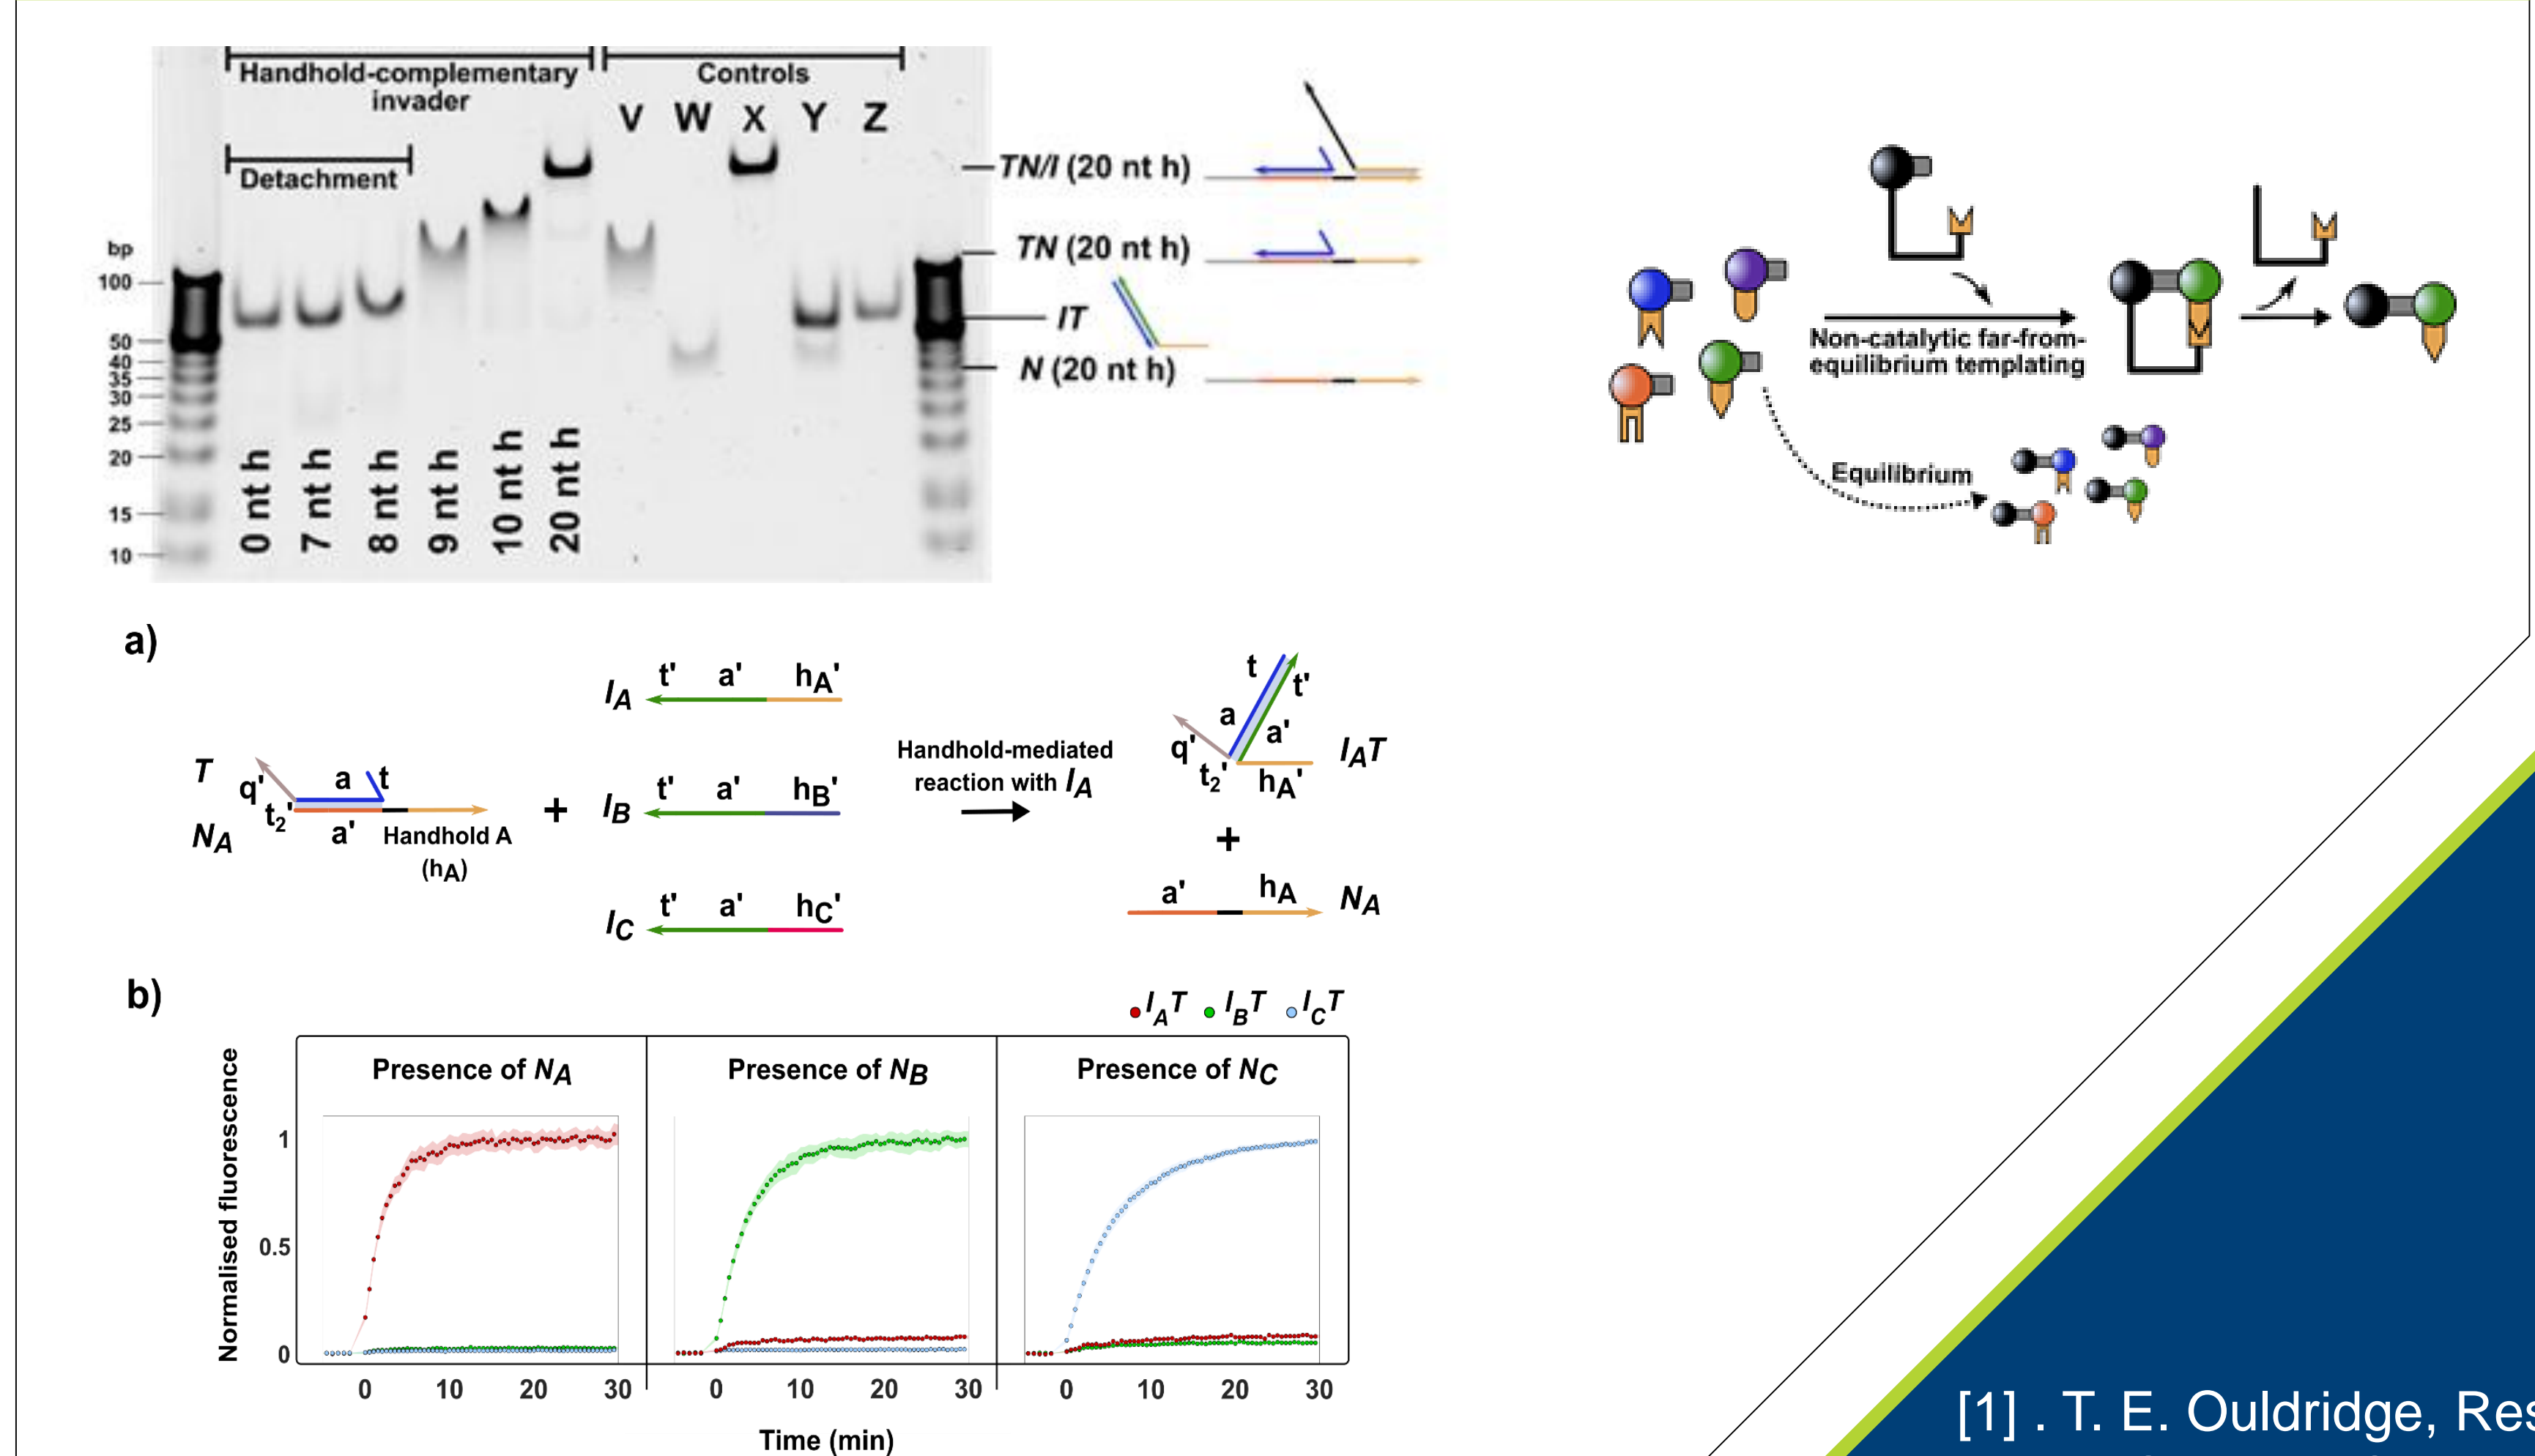 Handhold-complementary
invader
Controls
V W X Y Z
Detachment
bp
100
50
40
35
30
25
20
15
10
0 nt h
7 nt h
8 nt h
9 nt h
10 nt h
20 nt h
TN/I (20 nt h)
TN (20 nt h)
IT
N (20 nt h)
Non-catalytic far-from-
equilibrium templating
Equilibrium
a)
T
q'
a
t
t2'
NA
a'
Handhold A
(hA)
+
IA
t' a' hA'
IB
t' a' hB'
IC
t' a' hC'
Handhold-mediated
reaction with IA
t
t'
a
a'
q'
t2'
hA'
IAT
+
a' hA
NA
b)
IAT IBT ICT
Presence of NA
Presence of NB
Presence of NC
Normalised fluorescence
1
0.5
0
0 10 20 30
0 10 20 30
0 10 20 30
Time (min)
[1] . T. E. Ouldridge, Res